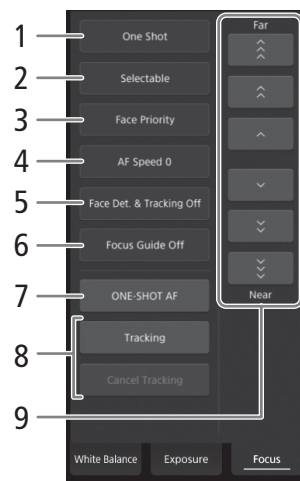 1 One Shot
2 Selectable
3 Face Priority
4 AF Speed 0
5 Face Det. & Tracking Off
6 Focus Guide Off
7 ONE-SHOT AF
8 Tracking
Cancel Tracking
Far
Near
9
White Balance Exposure Focus